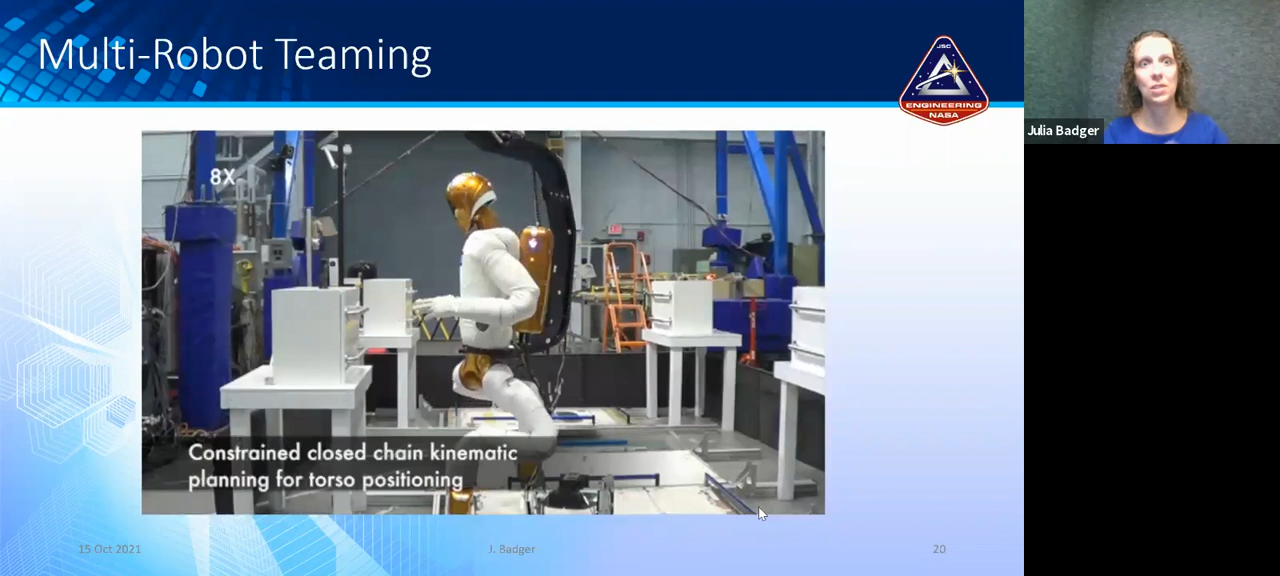 Multi-Robot Teaming
JSC
ENGINEERING
NASA
Julia Badger
8X
Constrained closed chain kinematic
planning for torso positioning
15 Oct 2021
J. Badger
20